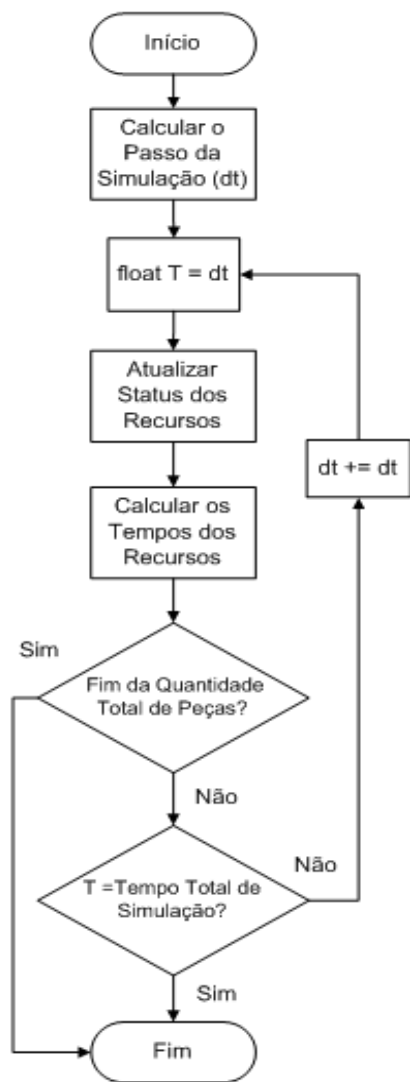 Início
Calcular o
Passo da
Simulação (dt)
float T = dt
Atualizar
Status dos
Recursos
dt += dt
Calcular os
Tempos dos
Recursos
Sim
Fim da Quantidade
Total de Peças?
Não
Não
T =Tempo Total de
Simulação?
Sim
Fim